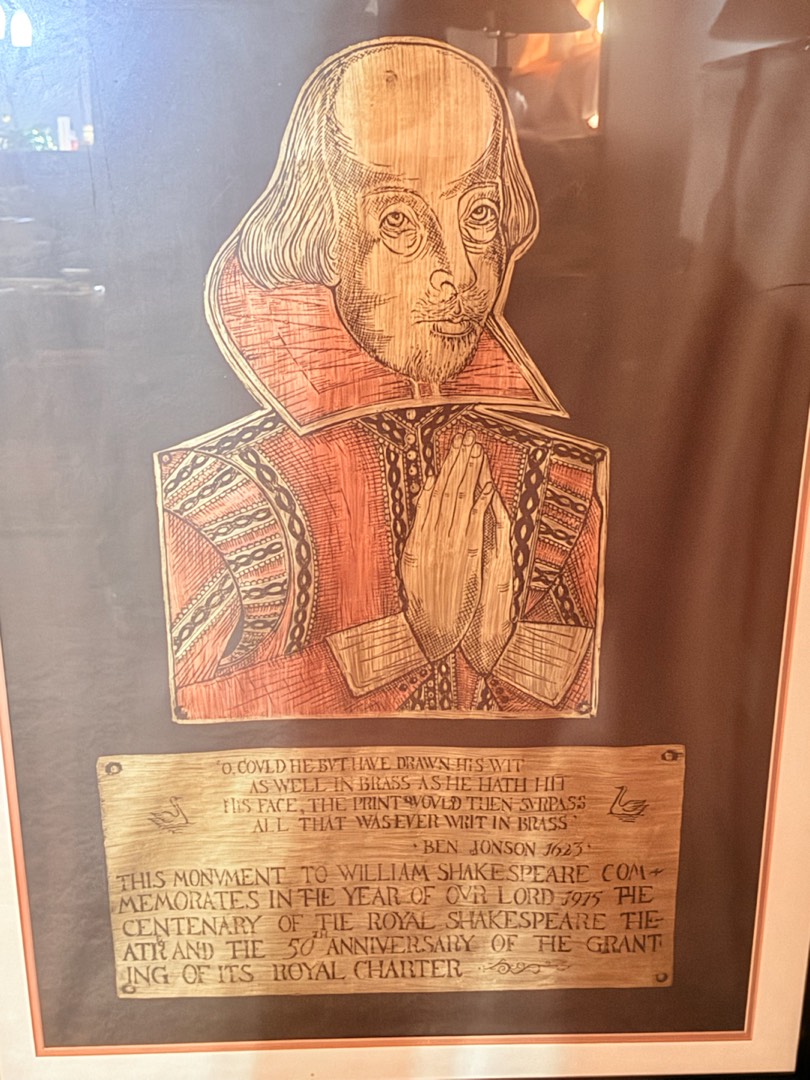 'O, COVLD HE BVT HAVE DRAWN HIS WIT
AS WELL IN BRASS AS HE HATH HIT
HIS FACE, THE PRINT WOVLD THEN SVRPASS
ALL THAT WAS EVER WRIT IN BRASS'
· BEN JONSON 1623 ·
THIS MONVMENT TO WILLIAM SHAKESPEARE COM-
MEMORATES IN THE YEAR OF OVR LORD 1975 THE
CENTENARY OF THE ROYAL SHAKESPEARE THE-
ATR AND THE 50TH ANNIVERSARY OF THE GRANT
ING OF ITS ROYAL CHARTER